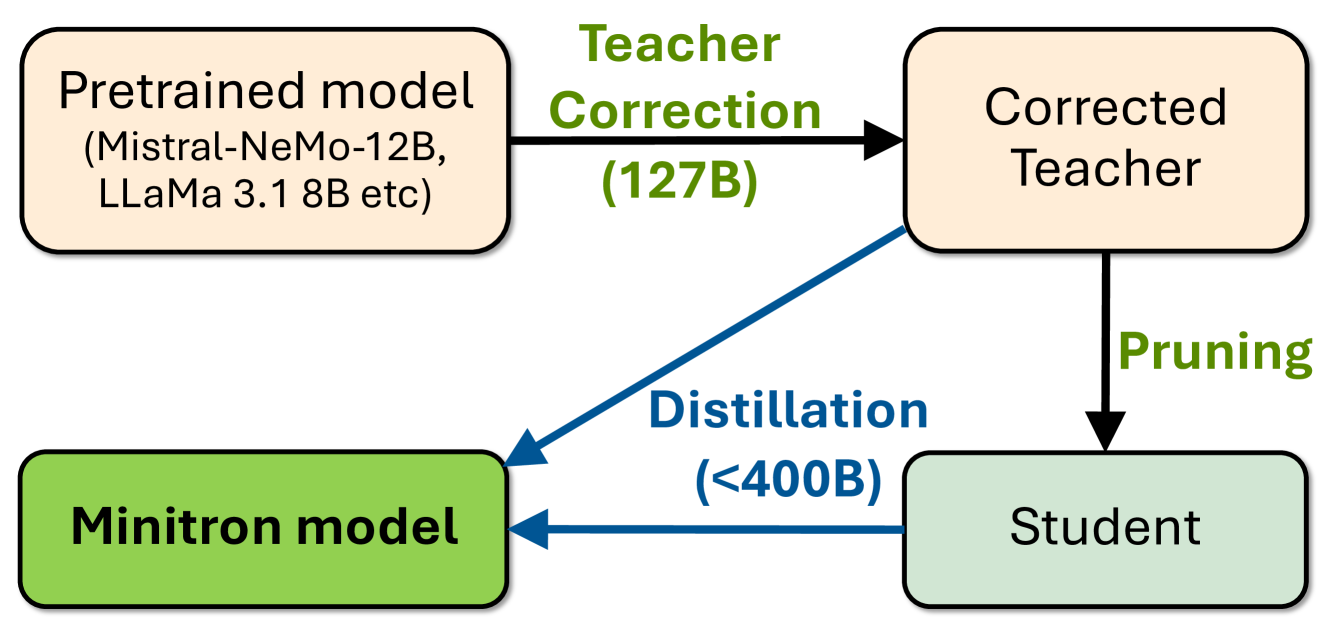 Pretrained model
(Mistral-NeMo-12B,
LLaMa 3.1 8B etc)
Teacher
Correction
(127B)
Corrected
Teacher
Pruning
Distillation
(<400B)
Minitron model
Student